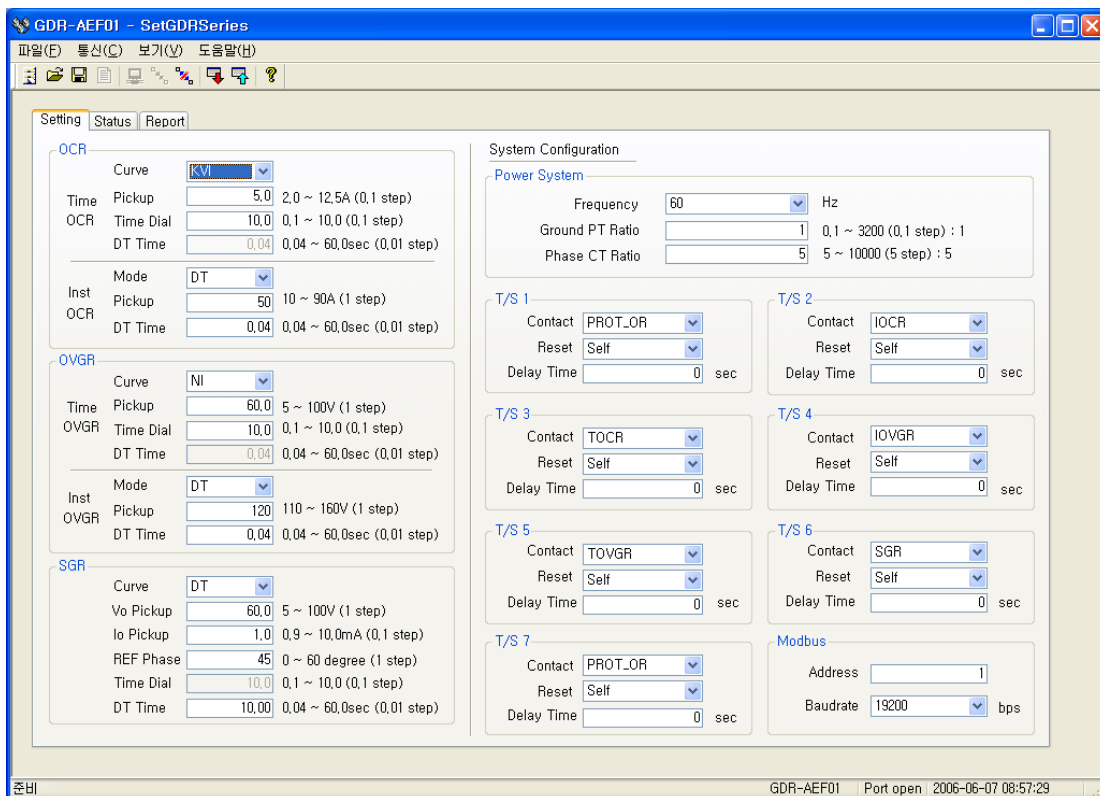 GDR-AEF01 - SetGDRSeries
파일(F) 통신(C) 보기(V) 도움말(H)
Setting Status Report
OCR
Time OCR
Curve KVI
Pickup 5,0 2,0 ~ 12,5A (0,1 step)
Time Dial 10,0 0,1 ~ 10,0 (0,1 step)
DT Time 0,04 0,04 ~ 60,0sec (0,01 step)
Inst OCR
Mode DT
Pickup 50 10 ~ 90A (1 step)
DT Time 0,04 0,04 ~ 60,0sec (0,01 step)
OVGR
Time OVGR
Curve NI
Pickup 60,0 5 ~ 100V (1 step)
Time Dial 10,0 0,1 ~ 10,0 (0,1 step)
DT Time 0,04 0,04 ~ 60,0sec (0,01 step)
Inst OVGR
Mode DT
Pickup 120 110 ~ 160V (1 step)
DT Time 0,04 0,04 ~ 60,0sec (0,01 step)
SGR
Curve DT
Vo Pickup 60,0 5 ~ 100V (1 step)
Io Pickup 1,0 0,9 ~ 10,0mA (0,1 step)
REF Phase 45 0 ~ 60 degree (1 step)
Time Dial 10,0 0,1 ~ 10,0 (0,1 step)
DT Time 10,00 0,04 ~ 60,0sec (0,01 step)
System Configuration
Power System
Frequency 60 Hz
Ground PT Ratio 1 0,1 ~ 3200 (0,1 step) : 1
Phase CT Ratio 5 5 ~ 10000 (5 step) : 5
T/S 1
Contact PROT_OR
Reset Self
Delay Time 0 sec
T/S 2
Contact IOCR
Reset Self
Delay Time 0 sec
T/S 3
Contact TOCR
Reset Self
Delay Time 0 sec
T/S 4
Contact IOVGR
Reset Self
Delay Time 0 sec
T/S 5
Contact TOVGR
Reset Self
Delay Time 0 sec
T/S 6
Contact SGR
Reset Self
Delay Time 0 sec
T/S 7
Contact PROT_OR
Reset Self
Delay Time 0 sec
Modbus
Address 1
Baudrate 19200 bps
준비 GDR-AEF01 Port open 2006-06-07 08:57:29